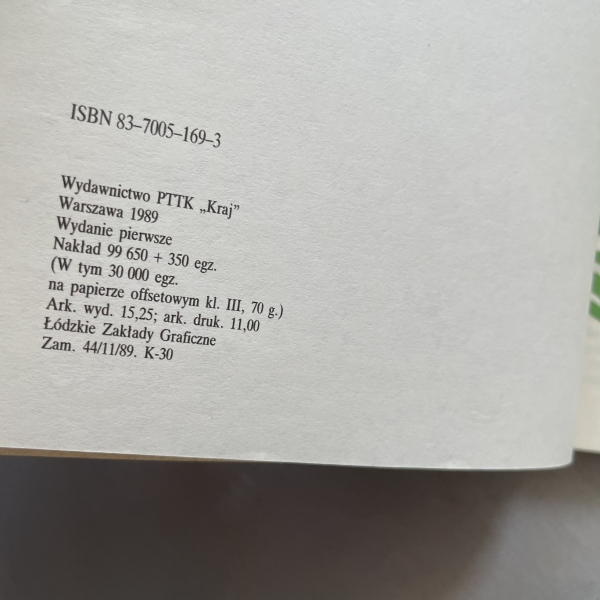 ISBN 83–7005–169–3
Wydawnictwo PTTK „Kraj”
Warszawa 1989
Wydanie pierwsze
Nakład 99 650 + 350 egz.
(W tym 30 000 egz.
na papierze offsetowym kl. III, 70 g.)
Ark. wyd. 15,25; ark. druk. 11,00
Łódzkie Zakłady Graficzne
Zam. 44/11/89. K-30